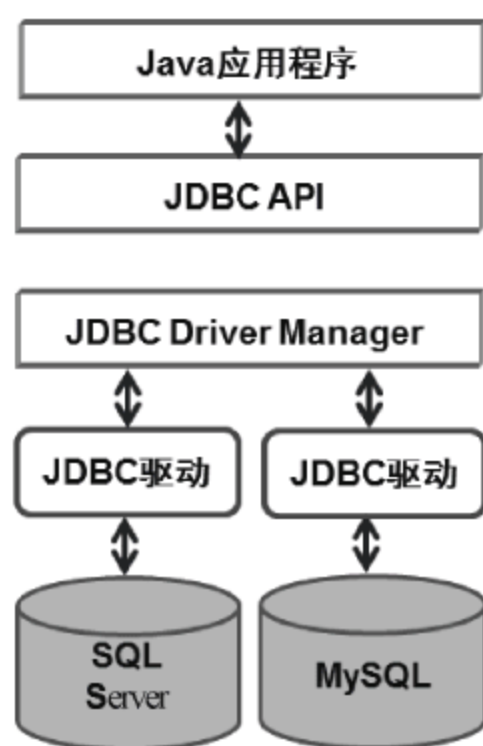 Java应用程序
JDBC API
JDBC Driver Manager
JDBC驱动
JDBC驱动
SQL
Server
MySQL